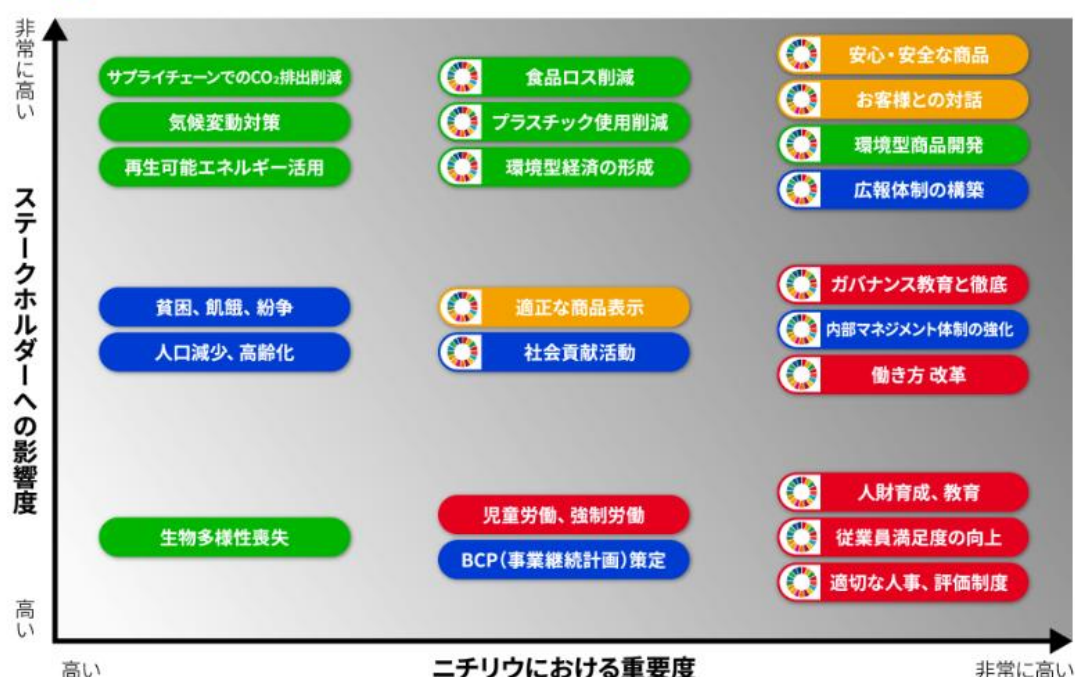 非常に高い
ステークホルダーへの影響度
高い
サプライチェーンでのCO₂排出削減
気候変動対策
再生可能エネルギー活用
食品ロス削減
プラスチック使用削減
環境型経済の形成
安心・安全な商品
お客様との対話
環境型商品開発
広報体制の構築
貧困、飢餓、紛争
人口減少、高齢化
適正な商品表示
社会貢献活動
ガバナンス教育と徹底
内部マネジメント体制の強化
働き方 改革
生物多様性喪失
児童労働、強制労働
BCP(事業継続計画)策定
人財育成、教育
従業員満足度の向上
適切な人事、評価制度
高い
ニチリウにおける重要度
非常に高い